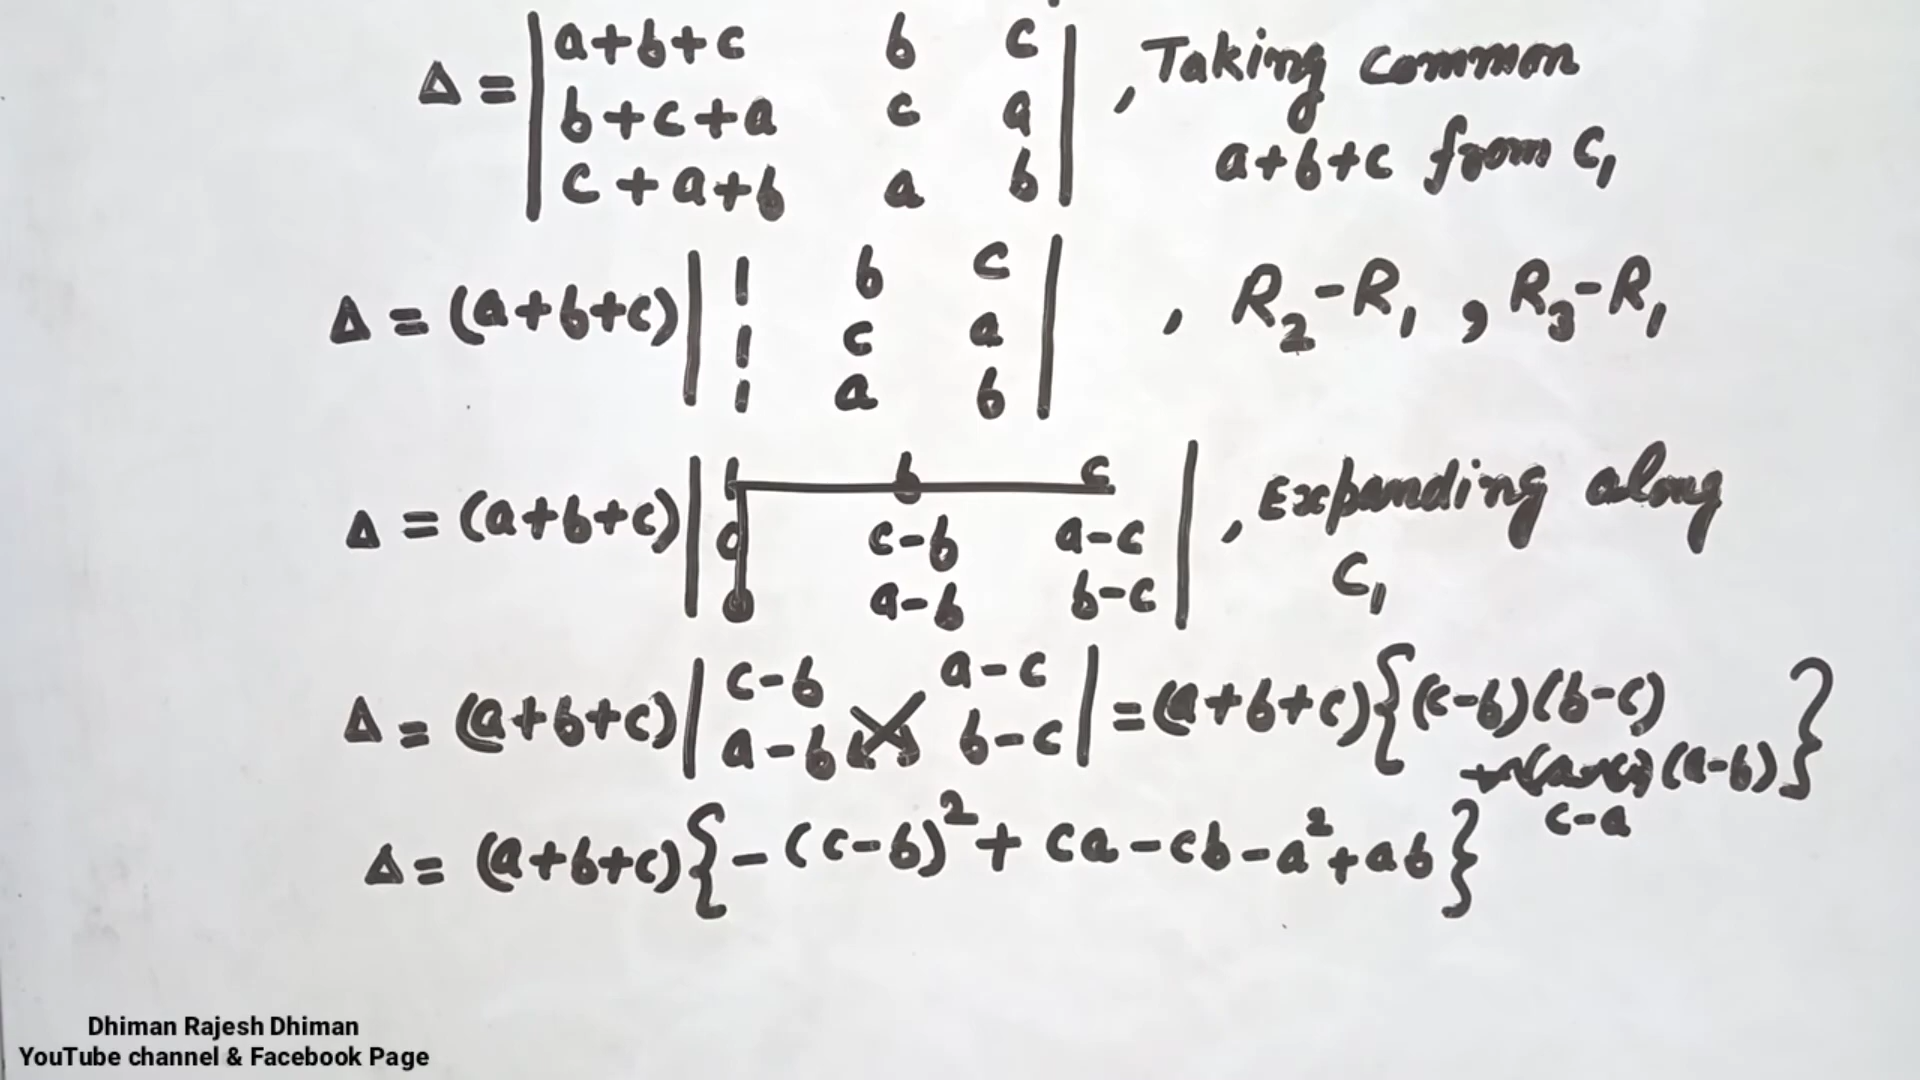 Δ = | a+b+c b c | , Taking common
| b+c+a c a | a+b+c from C₁
| c+a+b a b |
Δ = (a+b+c) | 1 b c | , R₂-R₁ , R₃-R₁
| 1 c a |
| 1 a b |
Δ = (a+b+c) | 1 b c | , Expanding along
| 0 c-b a-c | C₁
| 0 a-b b-c |
Δ = (a+b+c) | c-b a-c | = (a+b+c){(c-b)(b-c)
| a-b b-c | + (a-b)}
c-a
Δ = (a+b+c){-(c-b)²+ ca-cb-a²+ab}
Dhiman Rajesh Dhiman
YouTube channel & Facebook Page